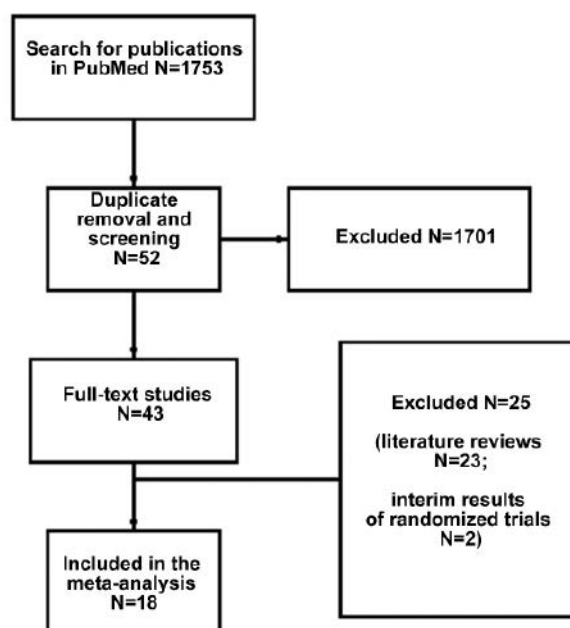 Search for publications
in PubMed N=1753
Duplicate
removal and
screening
N=52
Excluded N=1701
Full-text studies
N=43
Excluded N=25
(literature reviews
N=23;
interim results
of randomized trials
N=2)
Included in the
meta-analysis
N=18